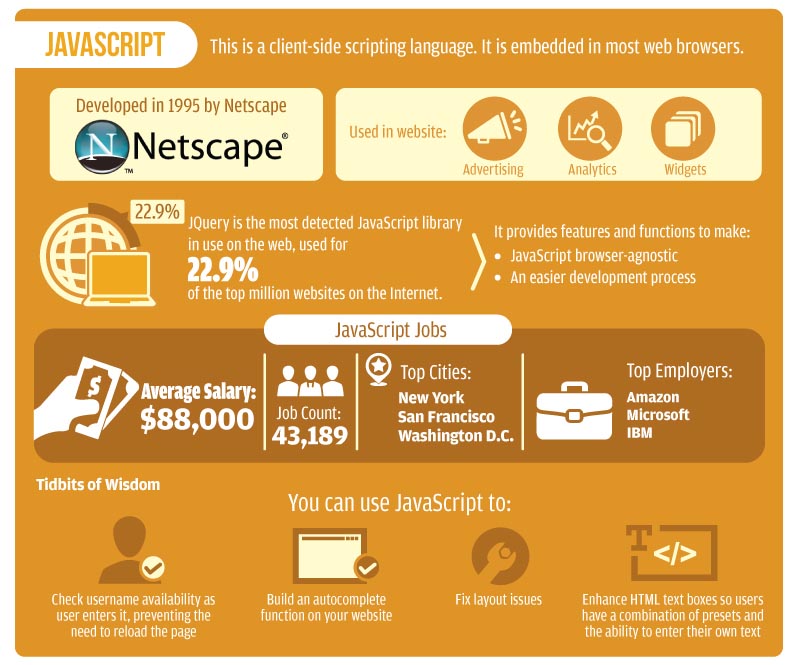 JAVASCRIPT
This is a client-side scripting language. It is embedded in most web browsers.
Developed in 1995 by Netscape
N Netscape®
™
Used in website:
Advertising
Analytics
Widgets
22.9%
JQuery is the most detected JavaScript library
in use on the web, used for
22.9%
of the top million websites on the Internet.
It provides features and functions to make:
• JavaScript browser-agnostic
• An easier development process
JavaScript Jobs
$
Average Salary:
$88,000
Job Count:
43,189
Top Cities:
New York
San Francisco
Washington D.C.
Top Employers:
Amazon
Microsoft
IBM
Tidbits of Wisdom
You can use JavaScript to:
Check username availability as
user enters it, preventing the
need to reload the page
Build an autocomplete
function on your website
Fix layout issues
T
</>
Enhance HTML text boxes so users
have a combination of presets and
the ability to enter their own text